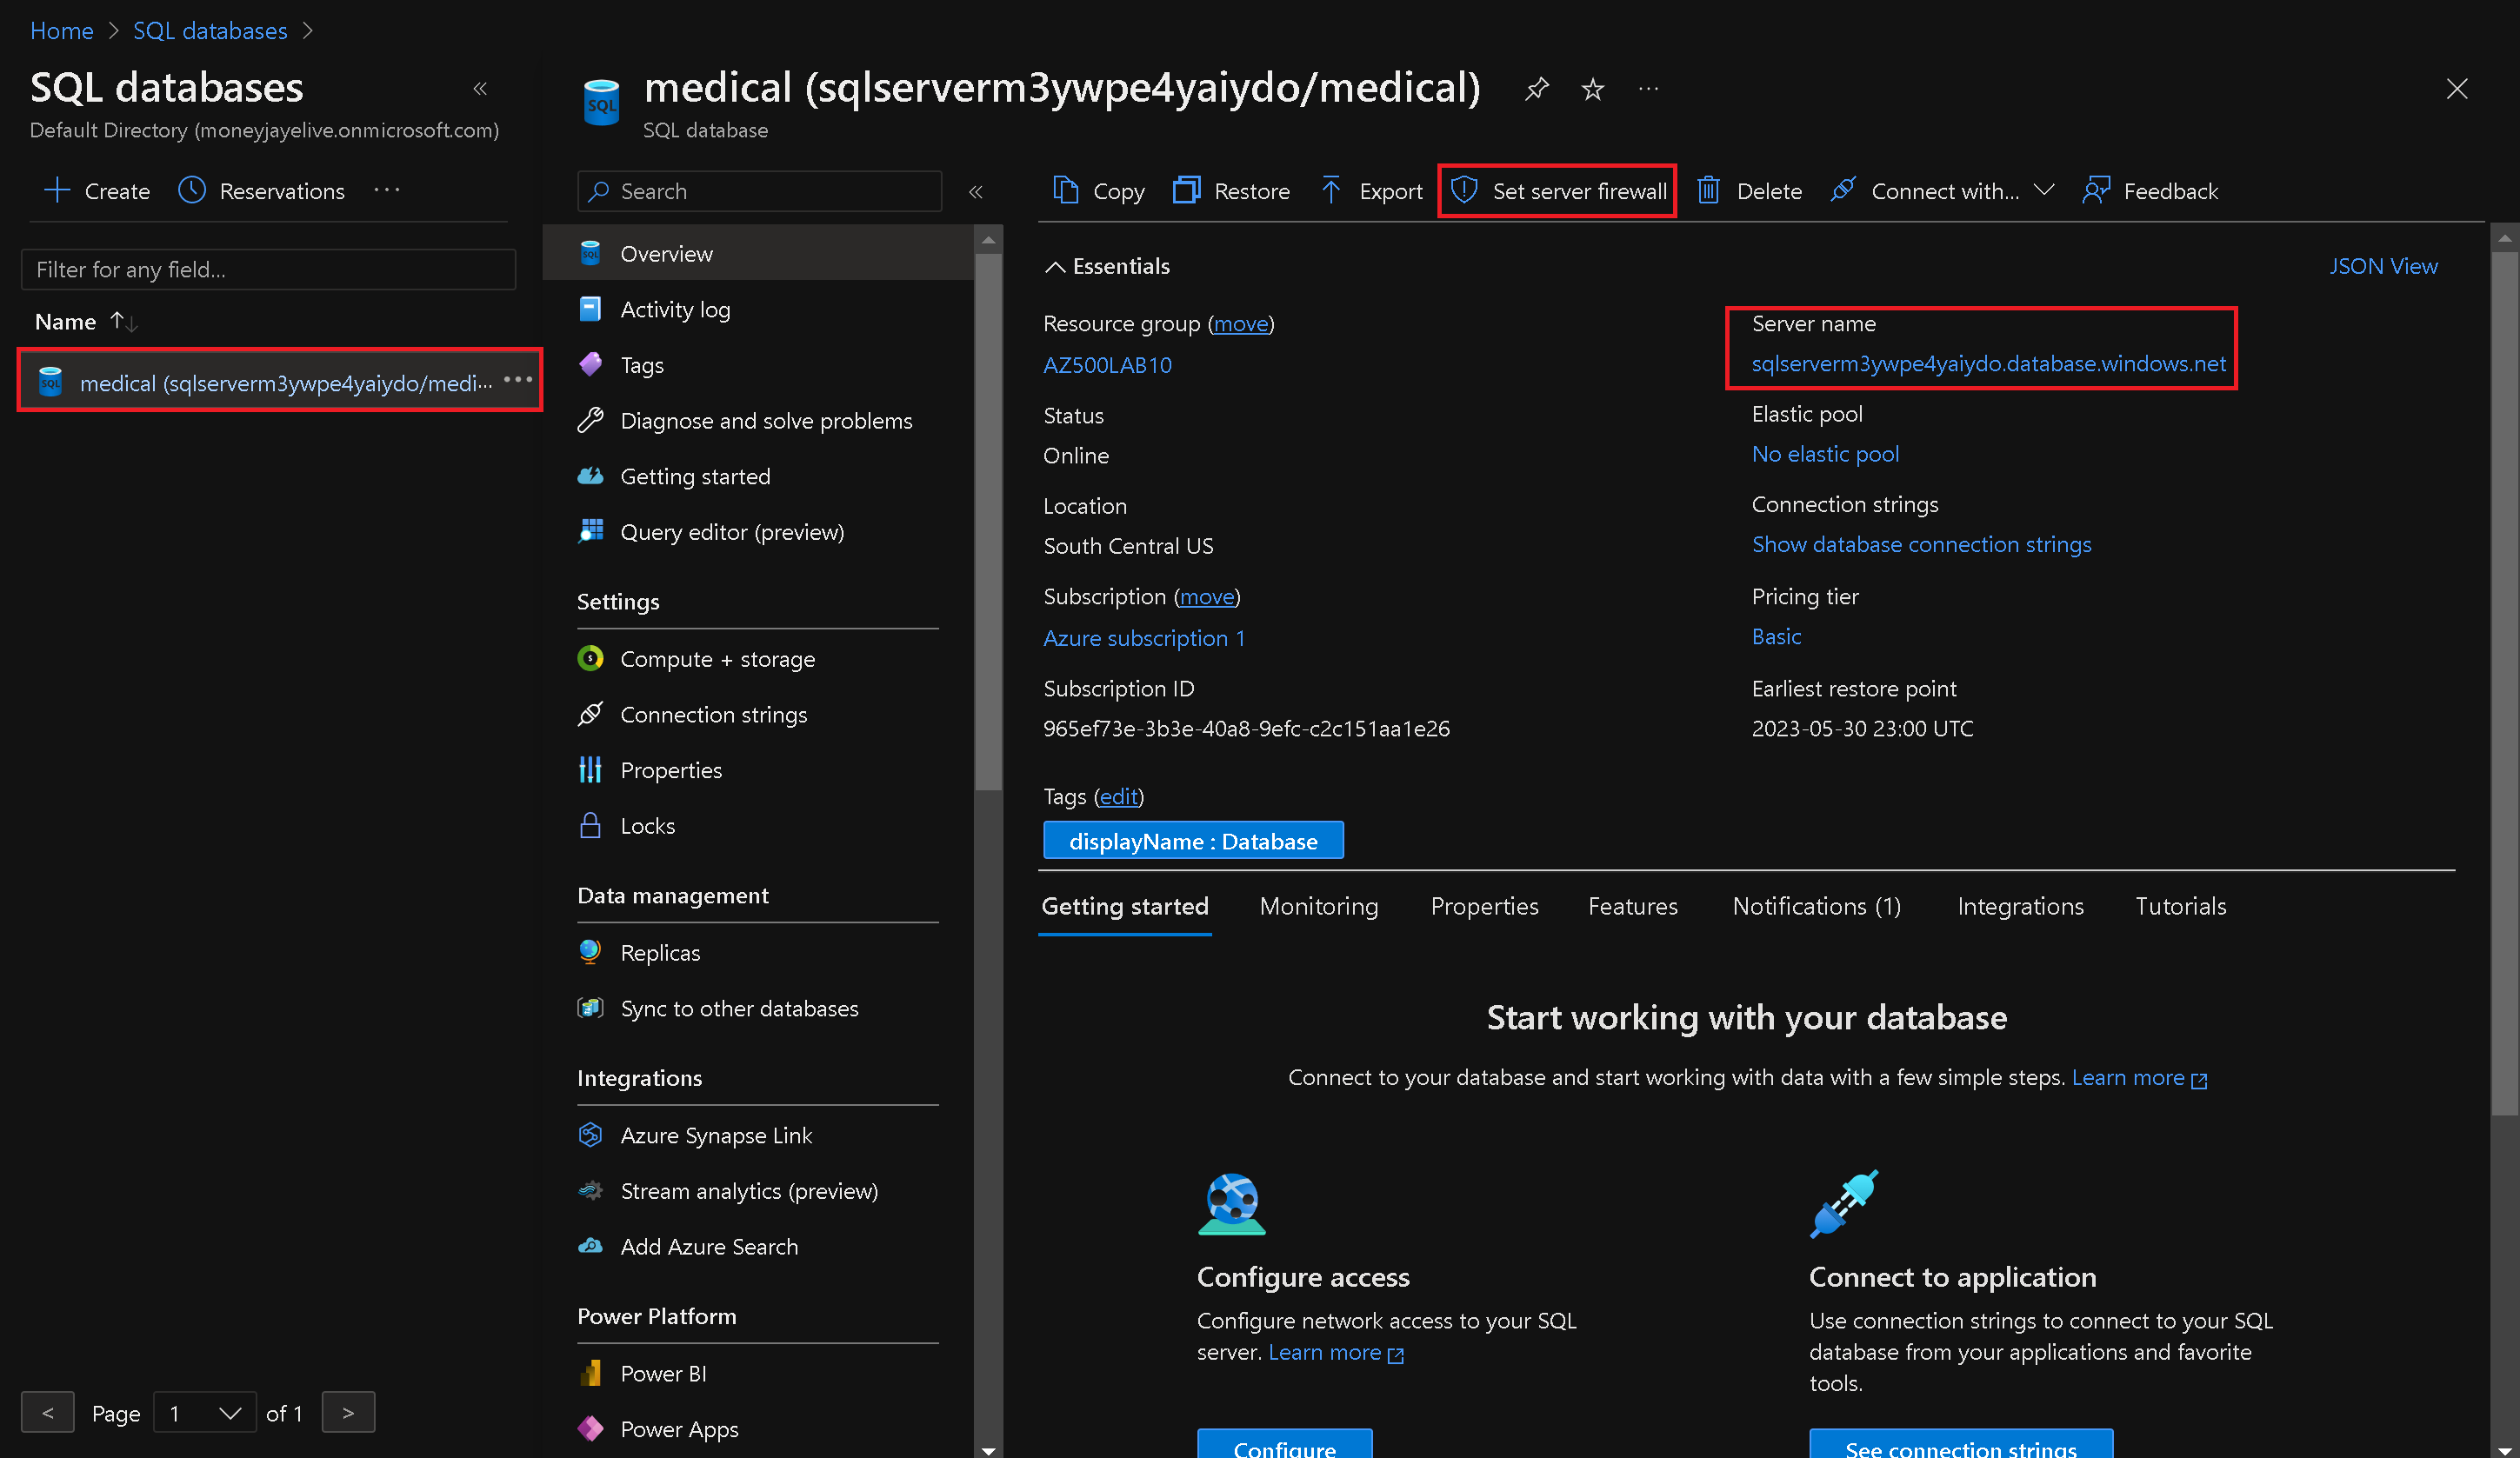 Home > SQL databases >
SQL databases
Default Directory (moneyjayelive.onmicrosoft.com)
Create
Reservations
Filter for any field...
Name
medical (sqlserverm3ywpe4yaiydo/medi...
< Page 1 of 1 >
medical (sqlserverm3ywpe4yaiydo/medical)
SQL database
Search
Overview
Activity log
Tags
Diagnose and solve problems
Getting started
Query editor (preview)
Settings
Compute + storage
Connection strings
Properties
Locks
Data management
Replicas
Sync to other databases
Integrations
Azure Synapse Link
Stream analytics (preview)
Add Azure Search
Power Platform
Power BI
Power Apps
Copy
Restore
Export
Set server firewall
Delete
Connect with...
Feedback
Essentials
JSON View
Resource group (move)
AZ500LAB10
Status
Online
Location
South Central US
Subscription (move)
Azure subscription 1
Subscription ID
965ef73e-3b3e-40a8-9efc-c2c151aa1e26
Server name
sqlserverm3ywpe4yaiydo.database.windows.net
Elastic pool
No elastic pool
Connection strings
Show database connection strings
Pricing tier
Basic
Earliest restore point
2023-05-30 23:00 UTC
Tags (edit)
displayName : Database
Getting started
Monitoring
Properties
Features
Notifications (1)
Integrations
Tutorials
Start working with your database
Connect to your database and start working with data with a few simple steps. Learn more
Configure access
Configure network access to your SQL
server. Learn more
Configure
Connect to application
Use connection strings to connect to your SQL
database from your applications and favorite
tools.
See connection strings